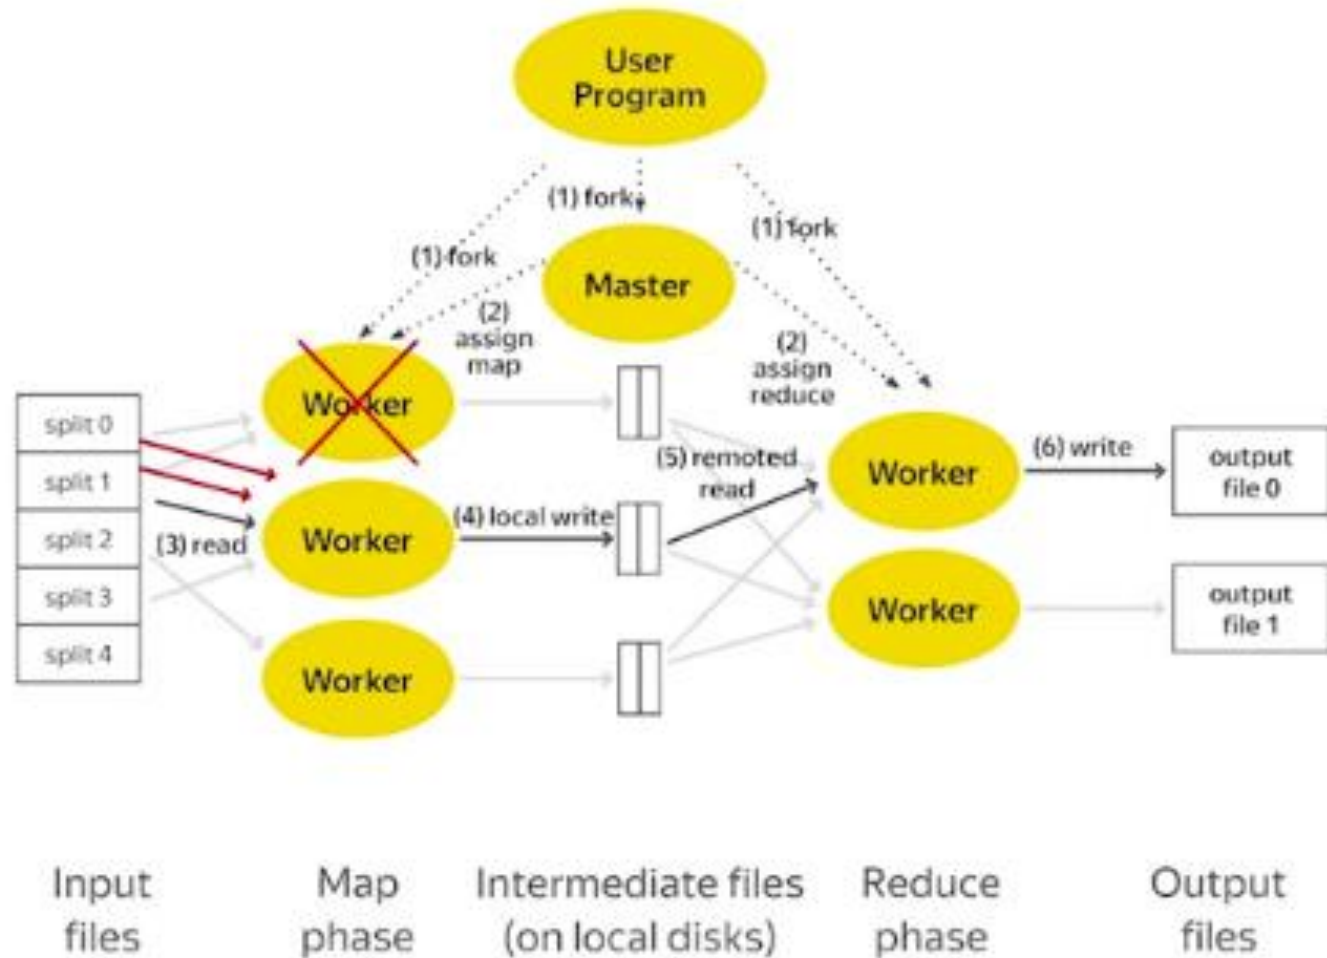 User
Program
(1) fork
(1) fork
(1) fork
Master
(2)
assign
map
(2)
assign
reduce
Worker
split 0
split 1
split 2
split 3
split 4
(3) read
Worker
(4) local write
(5) remoted
read
Worker
(6) write
output
file 0
Worker
Worker
output
file 1
Input
files
Map
phase
Intermediate files
(on local disks)
Reduce
phase
Output
files